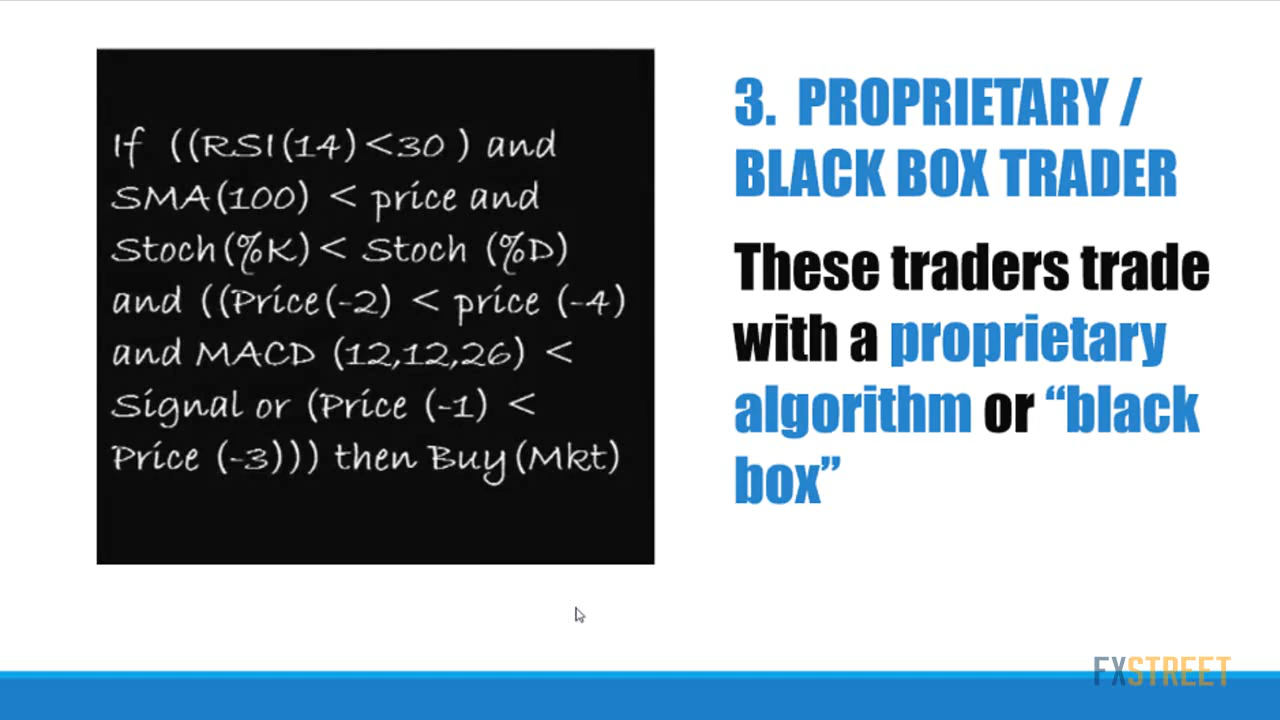 If ((RSI(14)<30 ) and
SMA(100) < price and
Stoch(%K) < Stoch (%D)
and ((Price(-2) < price (-4)
and MACD (12,12,26) <
Signal or (Price (-1) <
Price (-3))) then Buy(Mkt)
3. PROPRIETARY /
BLACK BOX TRADER
These traders trade
with a proprietary
algorithm or “black
box”
FXSTREET